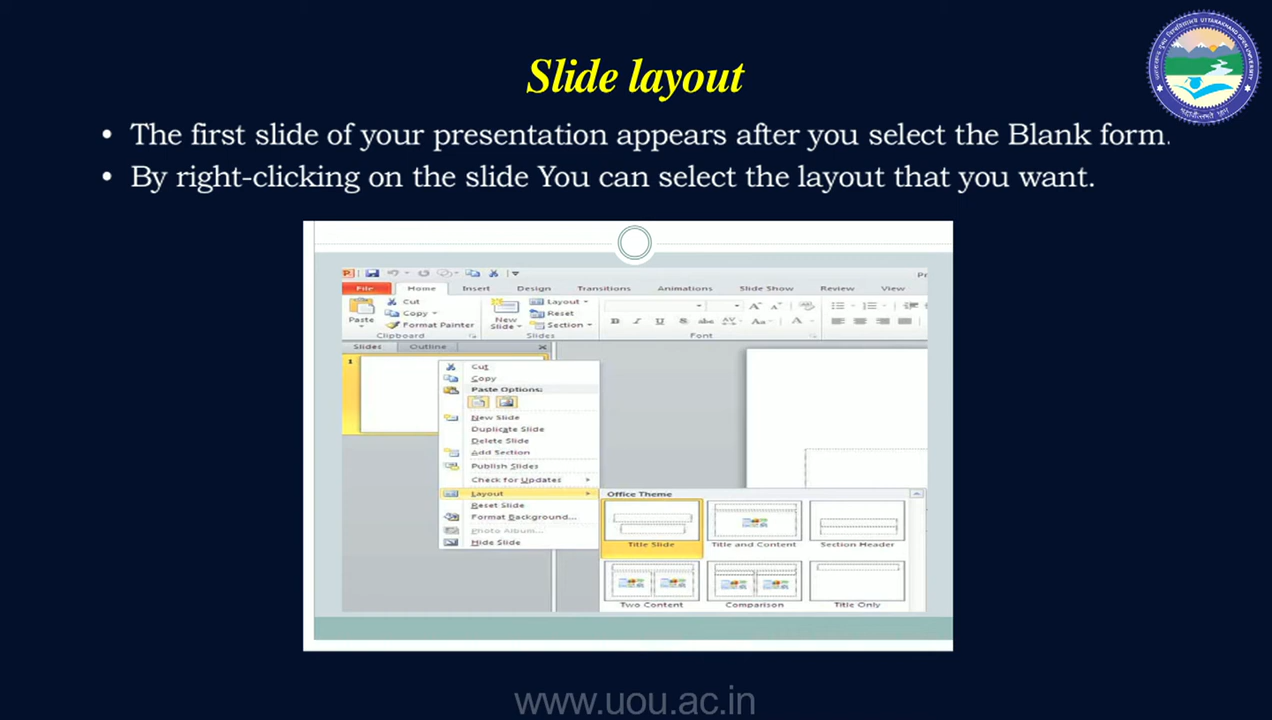 Slide layout
• The first slide of your presentation appears after you select the Blank form.
• By right-clicking on the slide You can select the layout that you want.
File Home Insert Design Transitions Animations Slide Show Review View
Paste
Cut
Copy
Format Painter
Clipboard
New Slide
Layout
Reset
Section
Slides
Font
Slides Outline
1
Cut
Copy
Paste Options:
New Slide
Duplicate Slide
Delete Slide
Add Section
Publish Slides
Check for Updates
Layout
Reset Slide
Format Background...
Photo Album...
Hide Slide
Office Theme
Title Slide Title and Content Section Header
Two Content Comparison Title Only
www.uou.ac.in
UTTARAKHAND OPEN UNIVERSITY